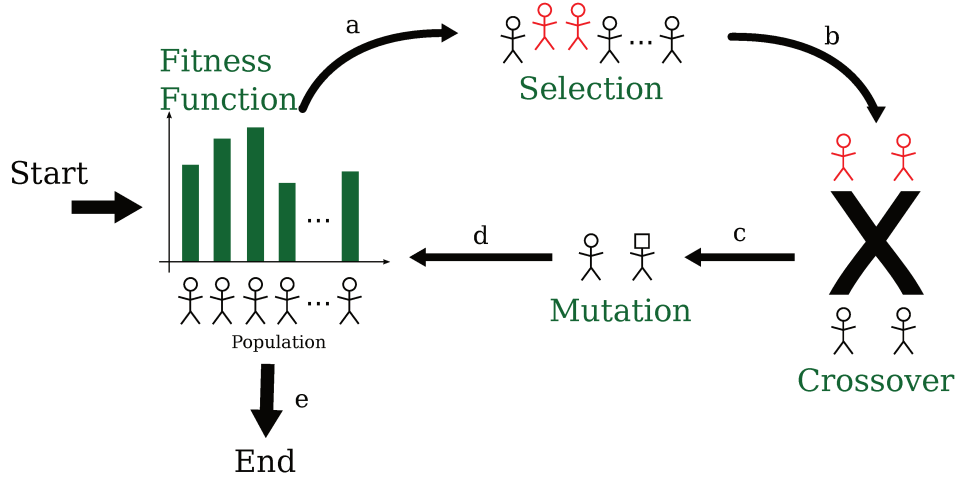 a
Fitness
Function
Selection
b
Start
...
...
...
Population
d
c
Mutation
Crossover
e
End